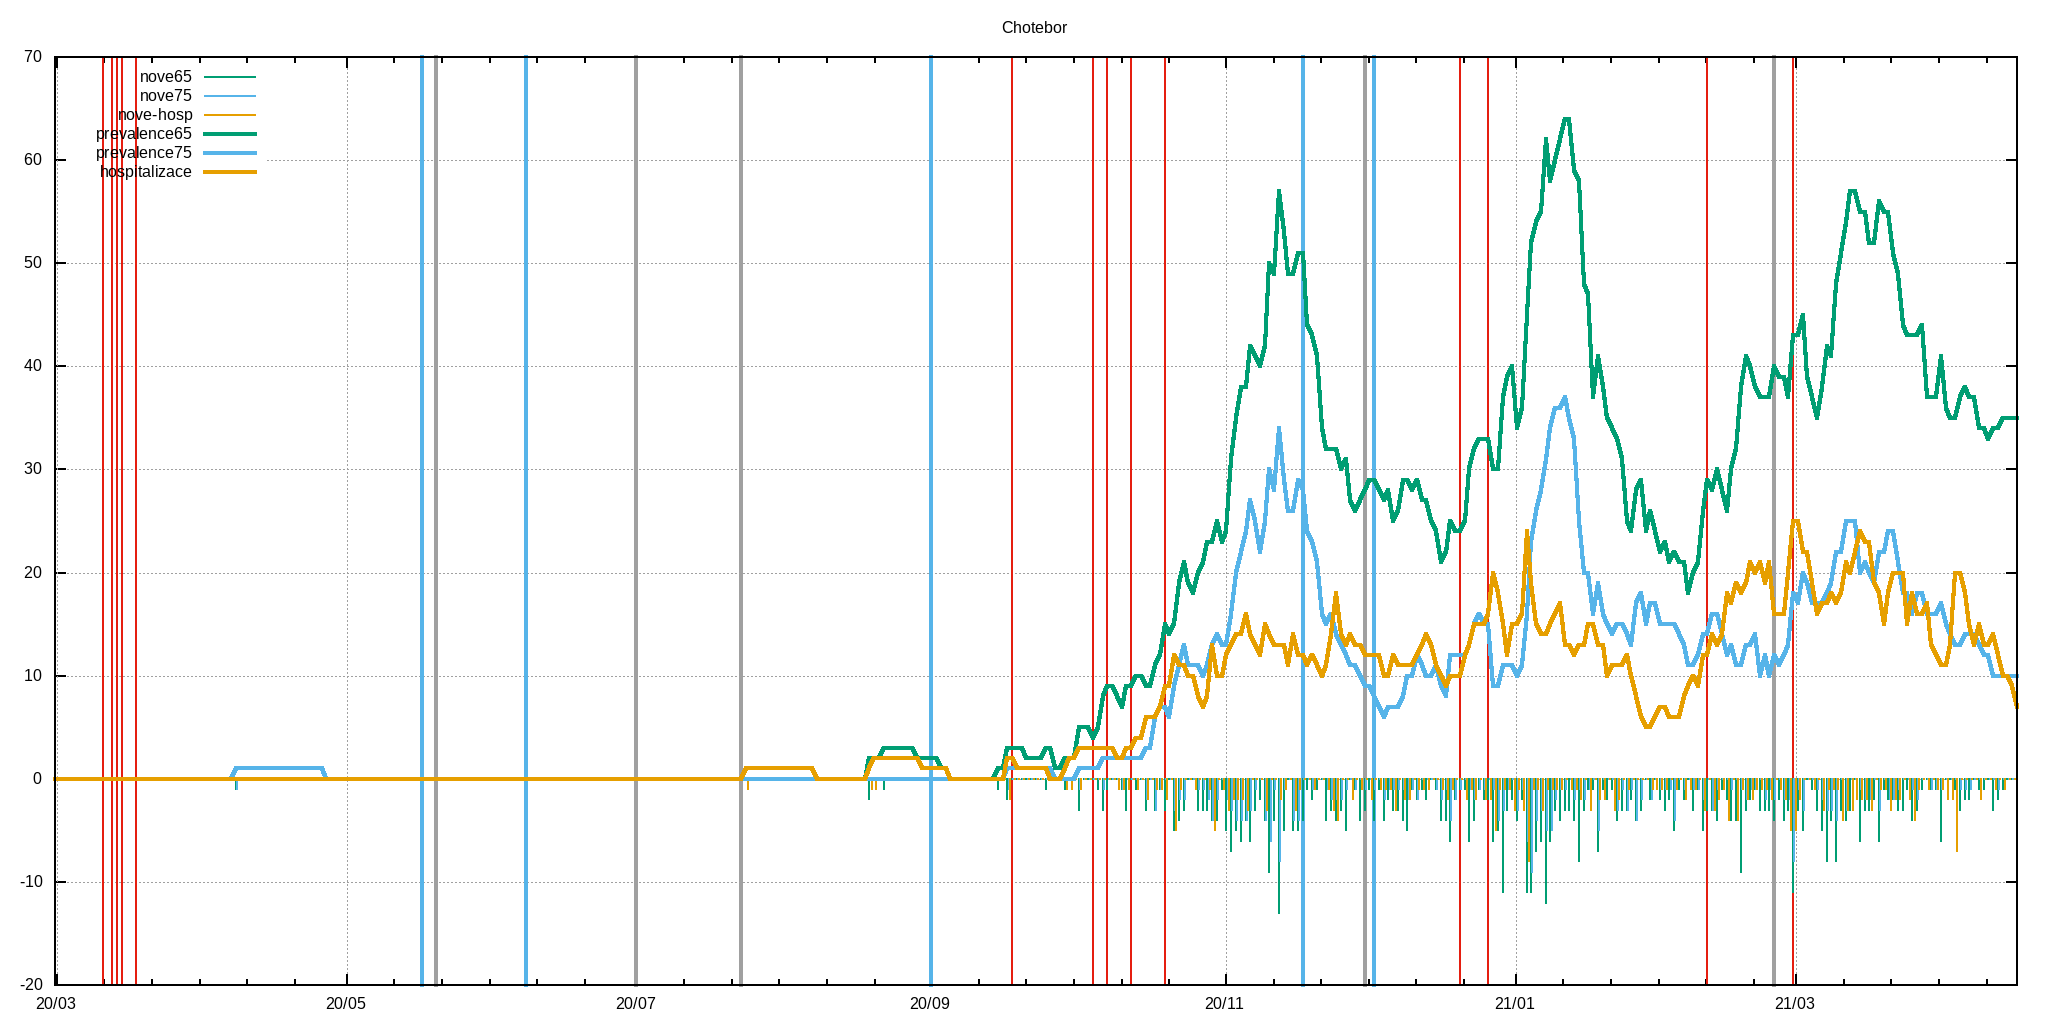 Chotebor
70
60
50
40
30
20
10
0
-10
-20
nove65
nove75
nove-hosp
prevalence65
prevalence75
hospitalizace
20/03 20/05 20/07 20/09 20/11 21/01 21/03